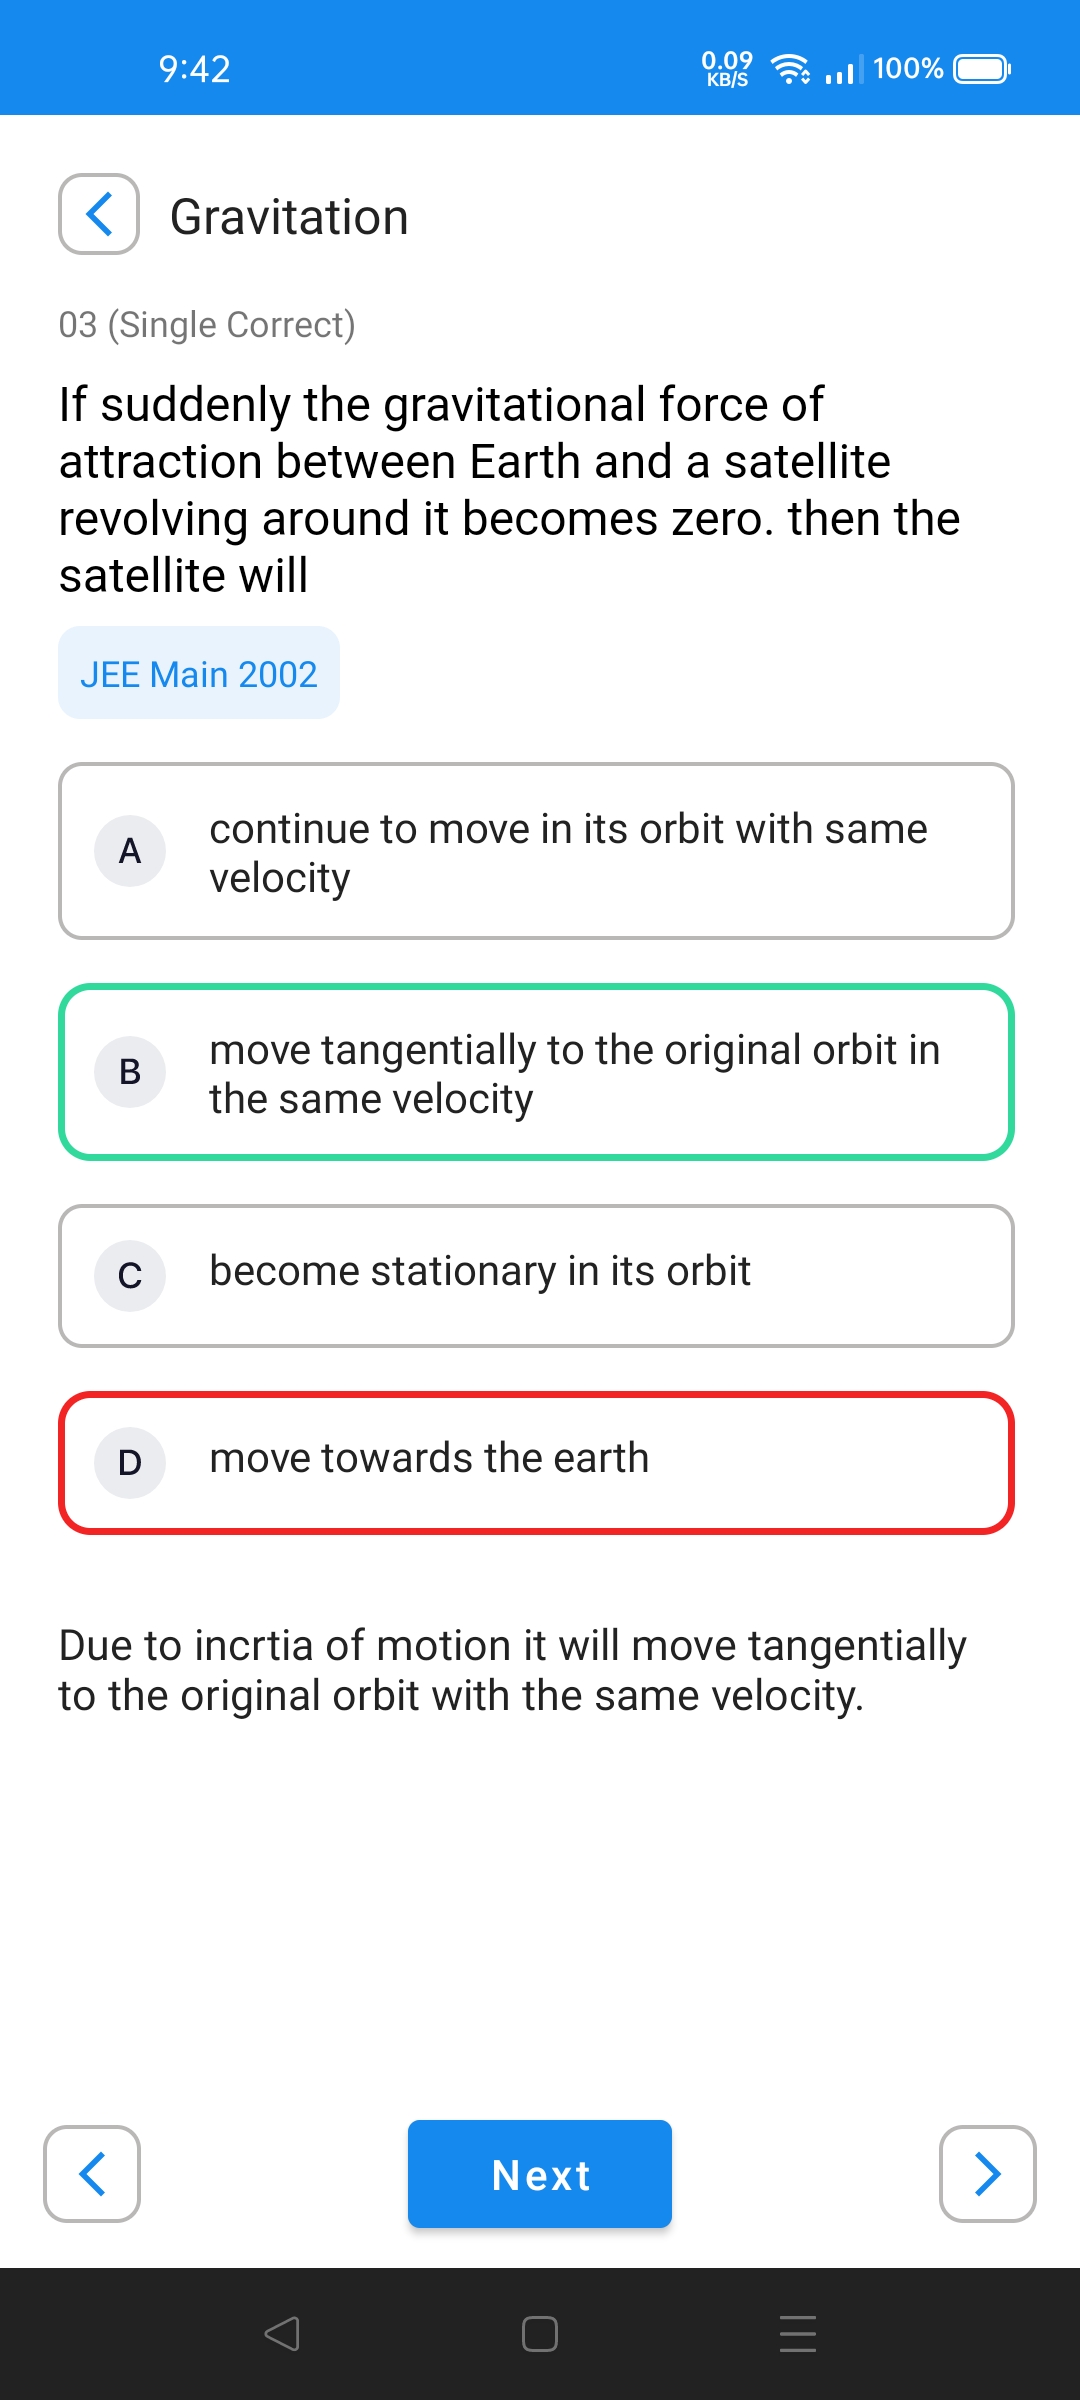 9:42
0.09
KB/S
100%
Gravitation
03 (Single Correct)
If suddenly the gravitational force of
attraction between Earth and a satellite
revolving around it becomes zero. then the
satellite will
JEE Main 2002
A
continue to move in its orbit with same
velocity
B
move tangentially to the original orbit in
the same velocity
C
become stationary in its orbit
D
move towards the earth
Due to incrtia of motion it will move tangentially
to the original orbit with the same velocity.
Next